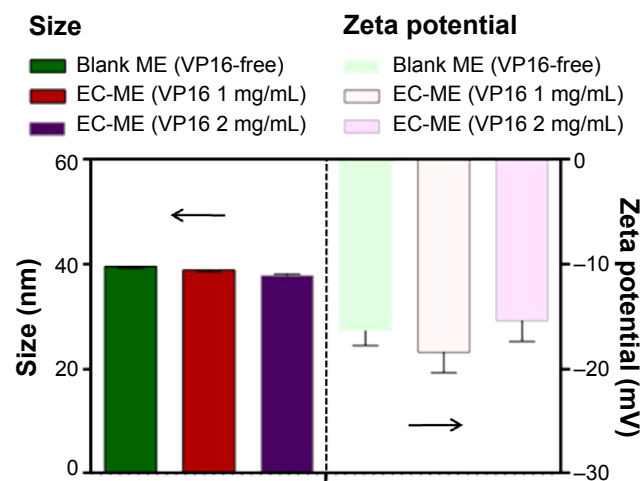 Size
Zeta potential
Blank ME (VP16-free)
Blank ME (VP16-free)
EC-ME (VP16 1 mg/mL)
EC-ME (VP16 1 mg/mL)
EC-ME (VP16 2 mg/mL)
EC-ME (VP16 2 mg/mL)
60
40
20
0
Size (nm)
0
–10
–20
–30
Zeta potential (mV)